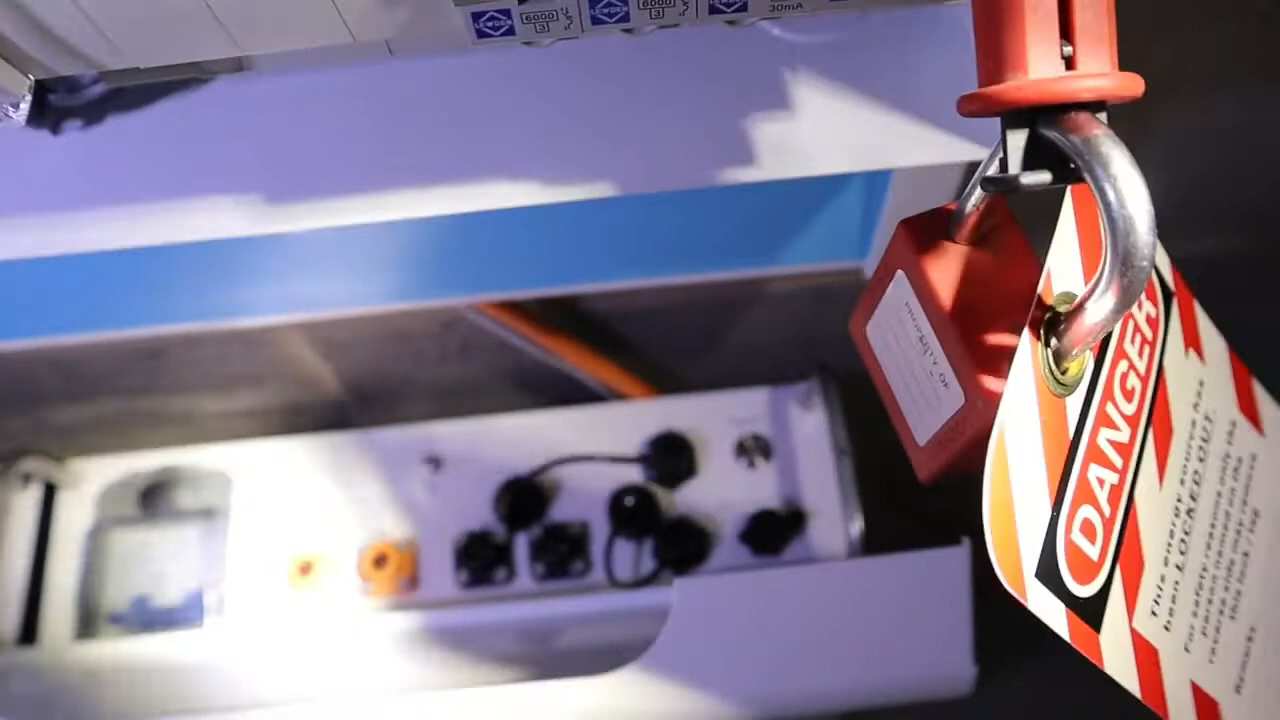 LEWDEN
6000
3
LEWDEN
6000
3
LEWDEN
30mA
PROPERTY OF
DANGER
This energy source has
been LOCKED OUT.
For safety reasons only the
person named on the
reverse side may remove
this lock / tag
Remarks